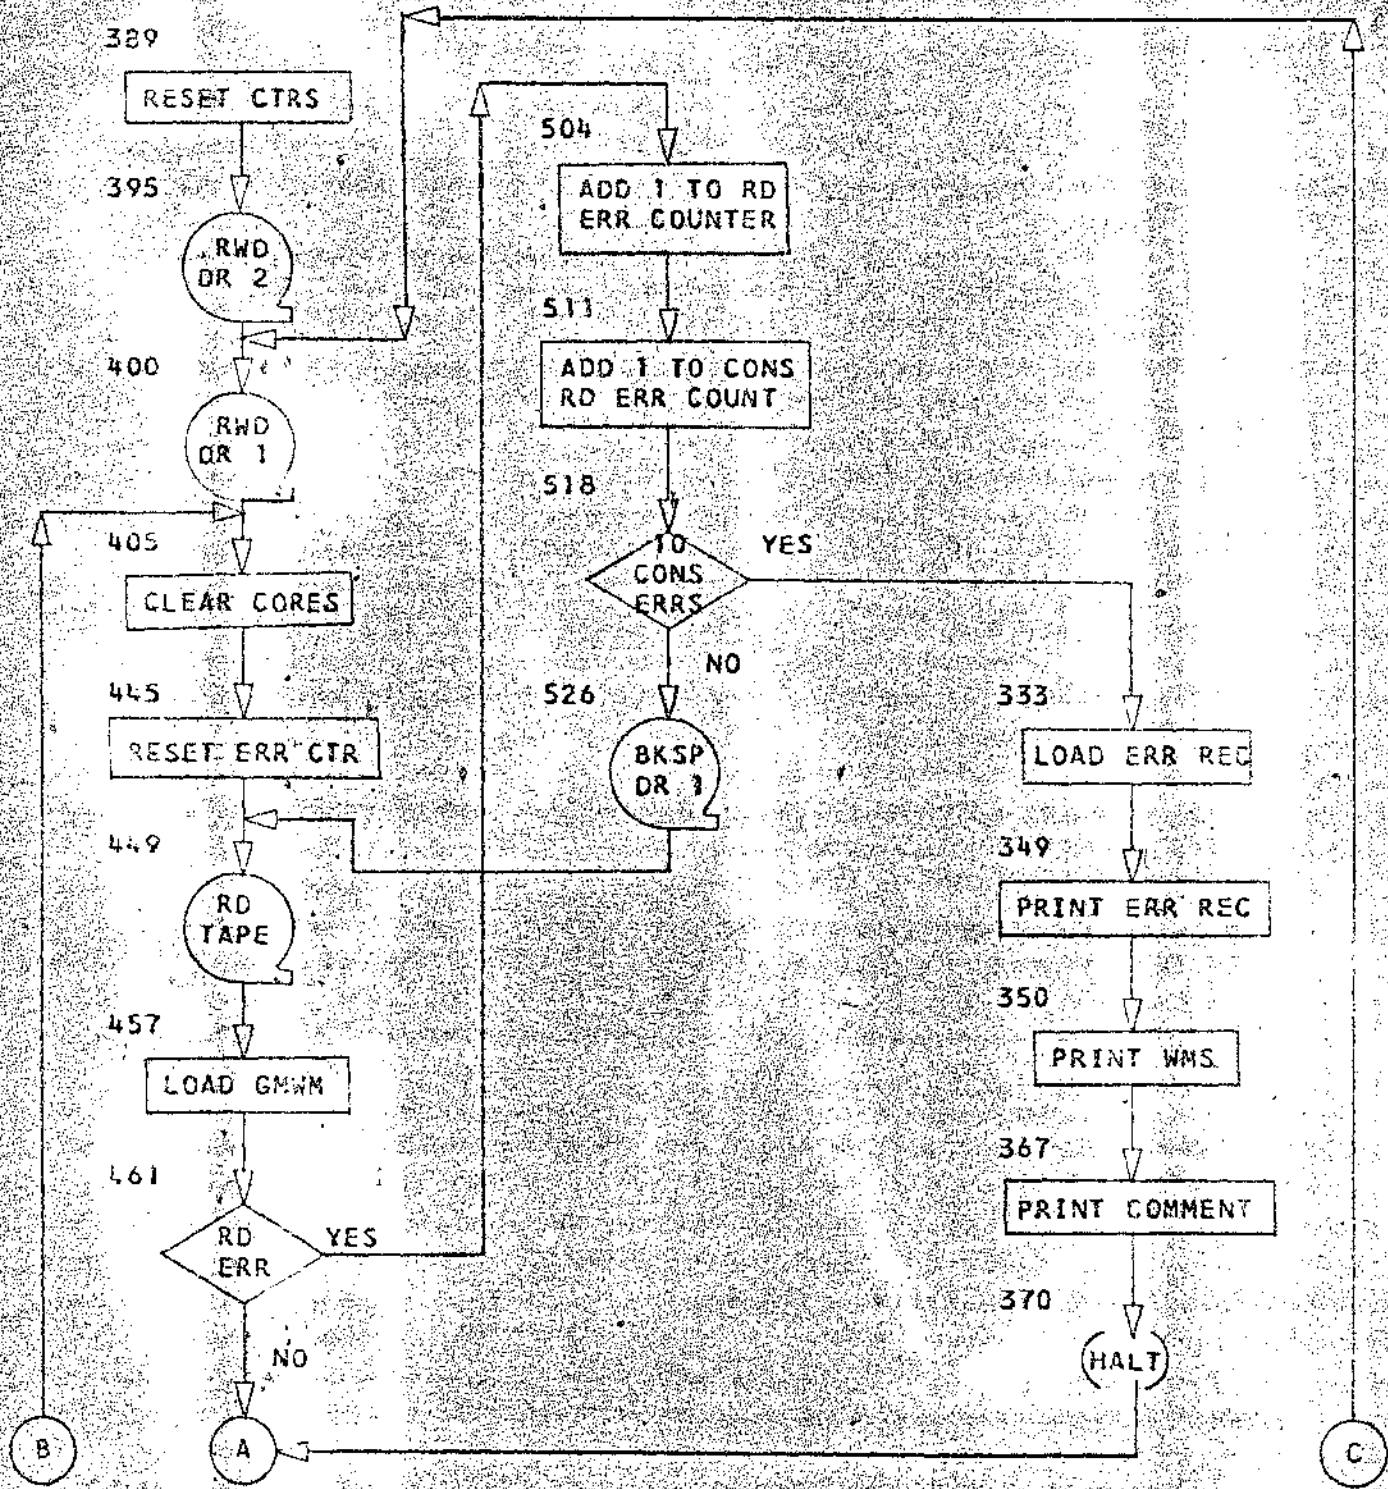 389
RESET CTRS
395
RWD
DR 2
400
RWD
DR 1
405
CLEAR CORES
445
RESET ERR CTR
449
RD
TAPE
457
LOAD GMWM
461
RD
ERR
YES
NO
B
A
504
ADD 1 TO RD
ERR COUNTER
511
ADD 1 TO CONS
RD ERR COUNT
518
10
CONS
ERRS
YES
NO
526
BKSP
DR 1
333
LOAD ERR REC
349
PRINT ERR REC
350
PRINT WMS
367
PRINT COMMENT
370
(HALT)
C